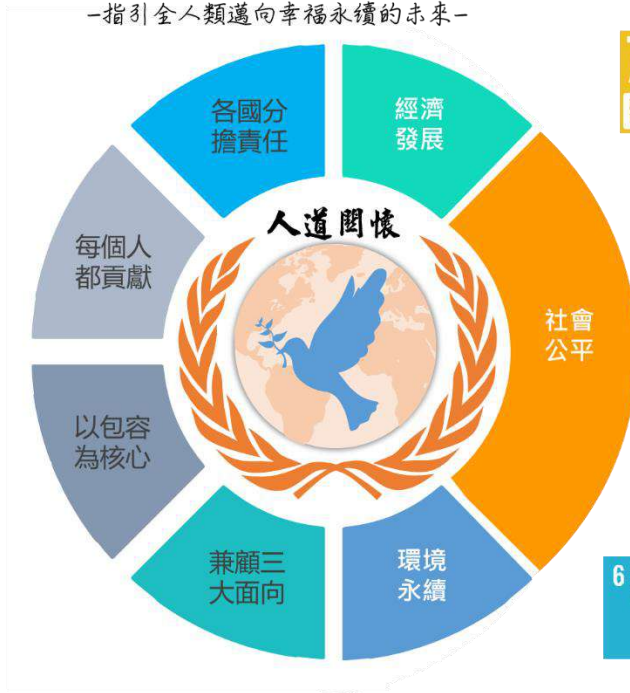 –指引全人類邁向幸福永續的未來–
各國分
擔責任
經濟
發展
每個人
都貢獻
人道關懷
社會
公平
以包容
為核心
兼顧三
大面向
環境
永續
6